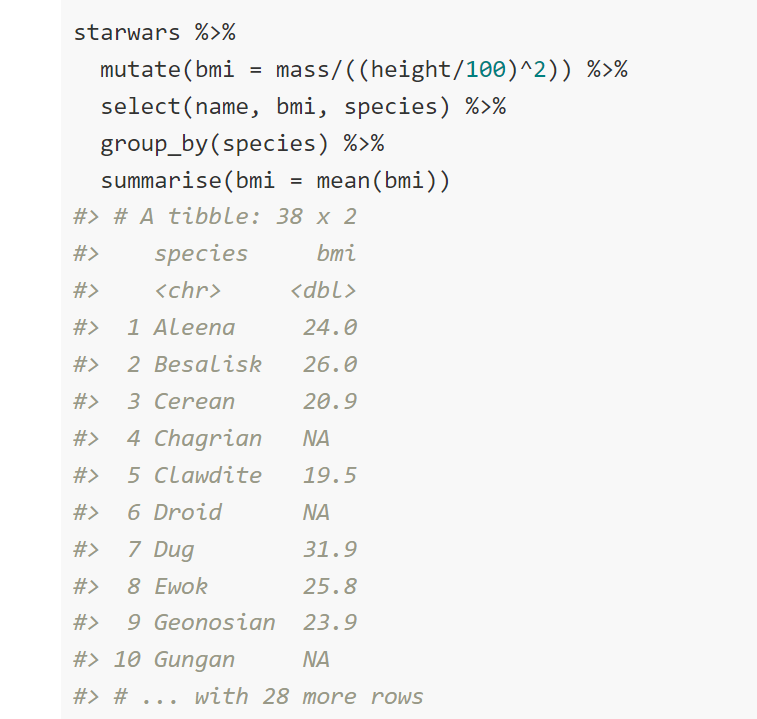 starwars %>%
  mutate(bmi = mass/((height/100)^2)) %>%
  select(name, bmi, species) %>%
  group_by(species) %>%
  summarise(bmi = mean(bmi))
#> # A tibble: 38 x 2
#>    species     bmi
#>    <chr>     <dbl>
#>  1 Aleena     24.0
#>  2 Besalisk   26.0
#>  3 Cerean     20.9
#>  4 Chagrian   NA
#>  5 Clawdite   19.5
#>  6 Droid      NA
#>  7 Dug        31.9
#>  8 Ewok       25.8
#>  9 Geonosian  23.9
#> 10 Gungan     NA
#> # ... with 28 more rows